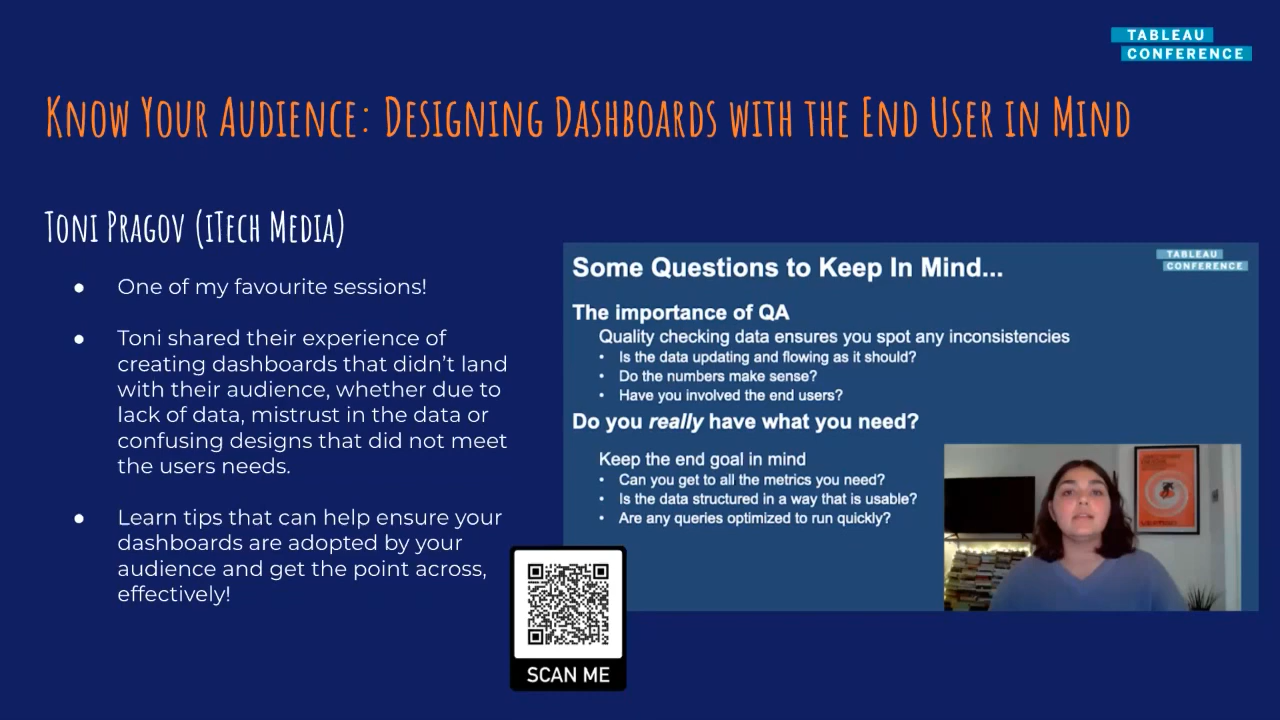 TABLEAU
CONFERENCE
Know Your Audience: Designing Dashboards with the End User in Mind
Toni Pragov (iTech Media)
● One of my favourite sessions!
● Toni shared their experience of
creating dashboards that didn’t land
with their audience, whether due to
lack of data, mistrust in the data or
confusing designs that did not meet
the users needs.
● Learn tips that can help ensure your
dashboards are adopted by your
audience and get the point across,
effectively!
SCAN ME
TABLEAU
CONFERENCE
Some Questions to Keep In Mind...
The importance of QA
Quality checking data ensures you spot any inconsistencies
• Is the data updating and flowing as it should?
• Do the numbers make sense?
• Have you involved the end users?
Do you really have what you need?
Keep the end goal in mind
• Can you get to all the metrics you need?
• Is the data structured in a way that is usable?
• Are any queries optimized to run quickly?